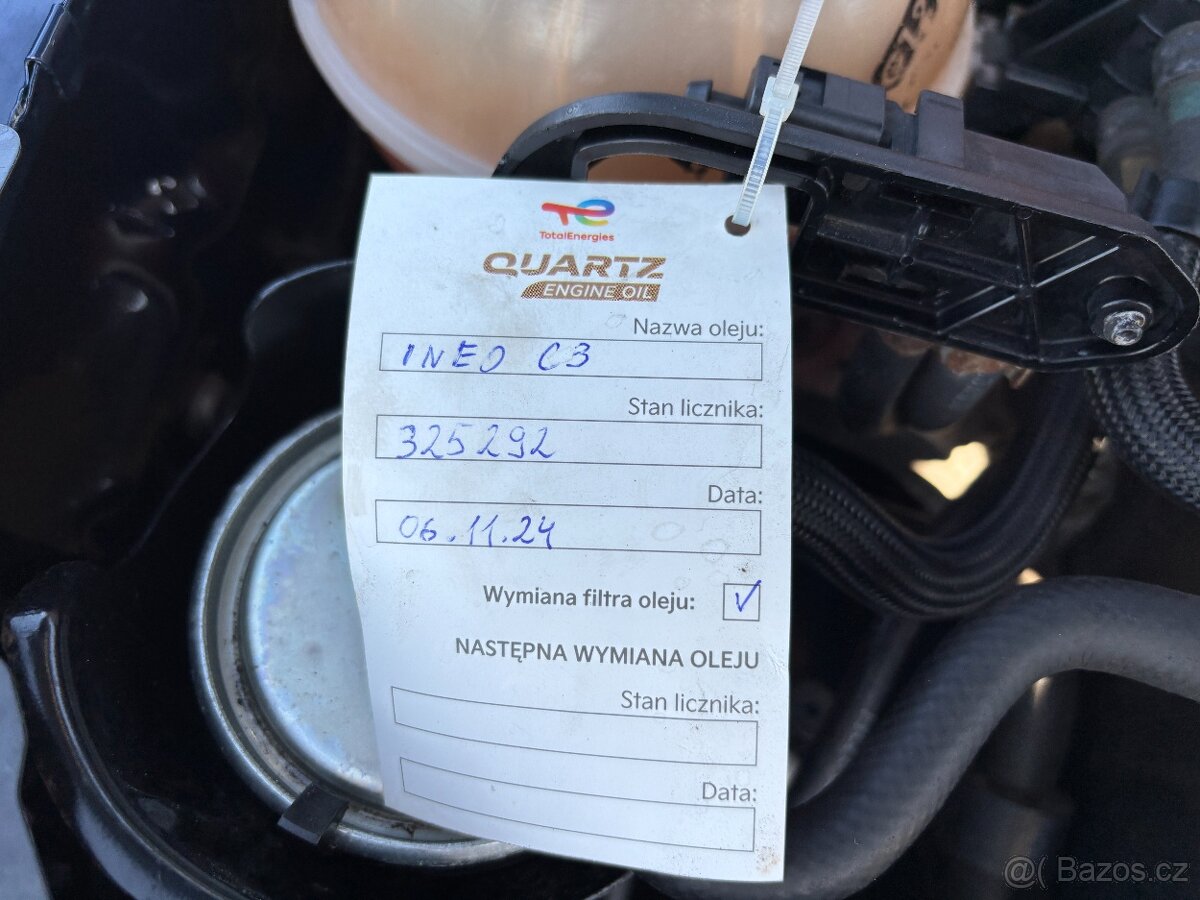 TotalEnergies
QUARTZ
ENGINE OIL
Nazwa oleju:
INEO C3
Stan licznika:
325292
Data:
06.11.24
Wymiana filtra oleju: ✓
NASTĘPNA WYMIANA OLEJU
Stan licznika:
Data:
@( Bazos.cz